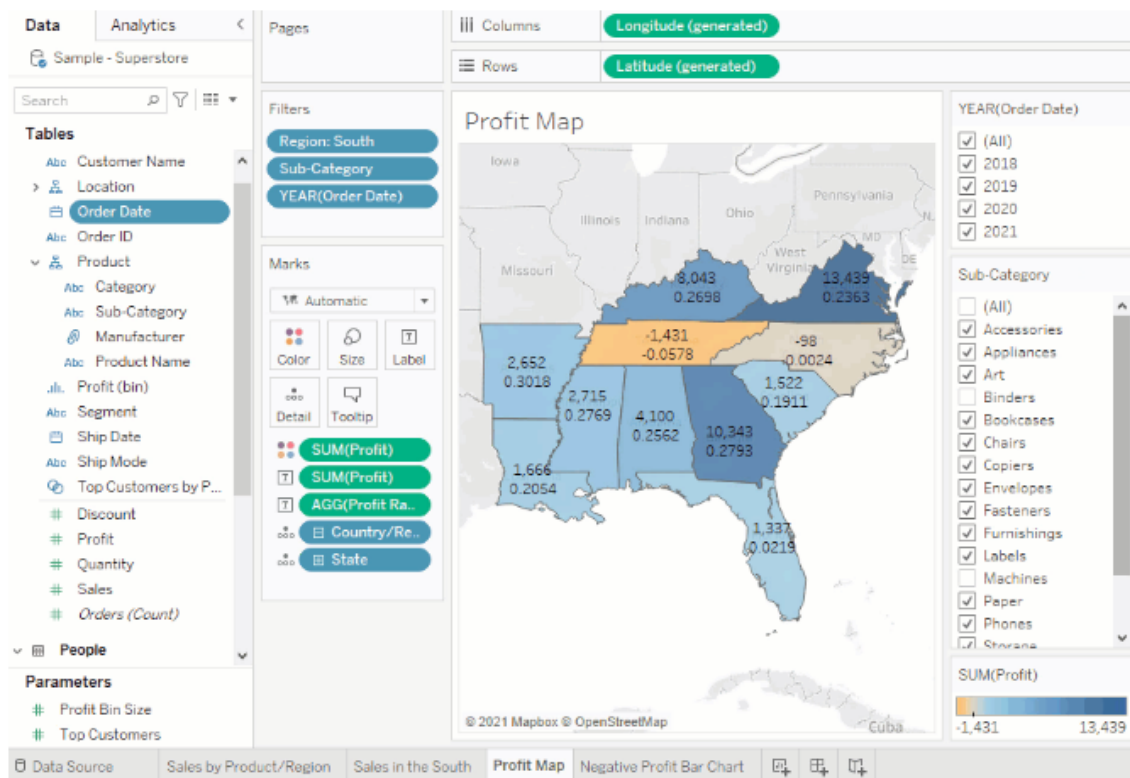 Data
Analytics
Sample - Superstore
Search
Tables
Abc Customer Name
Location
Order Date
Abc Order ID
Product
Abc Category
Abc Sub-Category
Manufacturer
Abc Product Name
Profit (bin)
Abc Segment
Ship Date
Abc Ship Mode
Top Customers by P...
# Discount
# Profit
# Quantity
# Sales
# Orders (Count)
People
Parameters
# Profit Bin Size
# Top Customers
Pages
Filters
Region: South
Sub-Category
YEAR(Order Date)
Marks
Automatic
Color
Size
T
Label
Detail
Tooltip
SUM(Profit)
T SUM(Profit)
T AGG(Profit Ra..
Country/Re..
State
Columns
Longitude (generated)
Rows
Latitude (generated)
Profit Map
Iowa
Illinois
Indiana
Ohio
Pennsylvania
N.
MD
DE
West
Virginia
Missouri
8,043
0.2698
13,439
0.2363
-1,431
-0.0578
-98
-0.0024
2,652
0.3018
2,715
0.2769
4,100
0.2562
10,343
0.2793
1,522
0.1911
1,666
0.2054
1,337
0.0219
Cuba
© 2021 Mapbox © OpenStreetMap
YEAR(Order Date)
(All)
2018
2019
2020
2021
Sub-Category
(All)
Accessories
Appliances
Art
Binders
Bookcases
Chairs
Copiers
Envelopes
Fasteners
Furnishings
Labels
Machines
Paper
Phones
Storage
SUM(Profit)
-1,431
13,439
Data Source
Sales by Product/Region
Sales in the South
Profit Map
Negative Profit Bar Chart